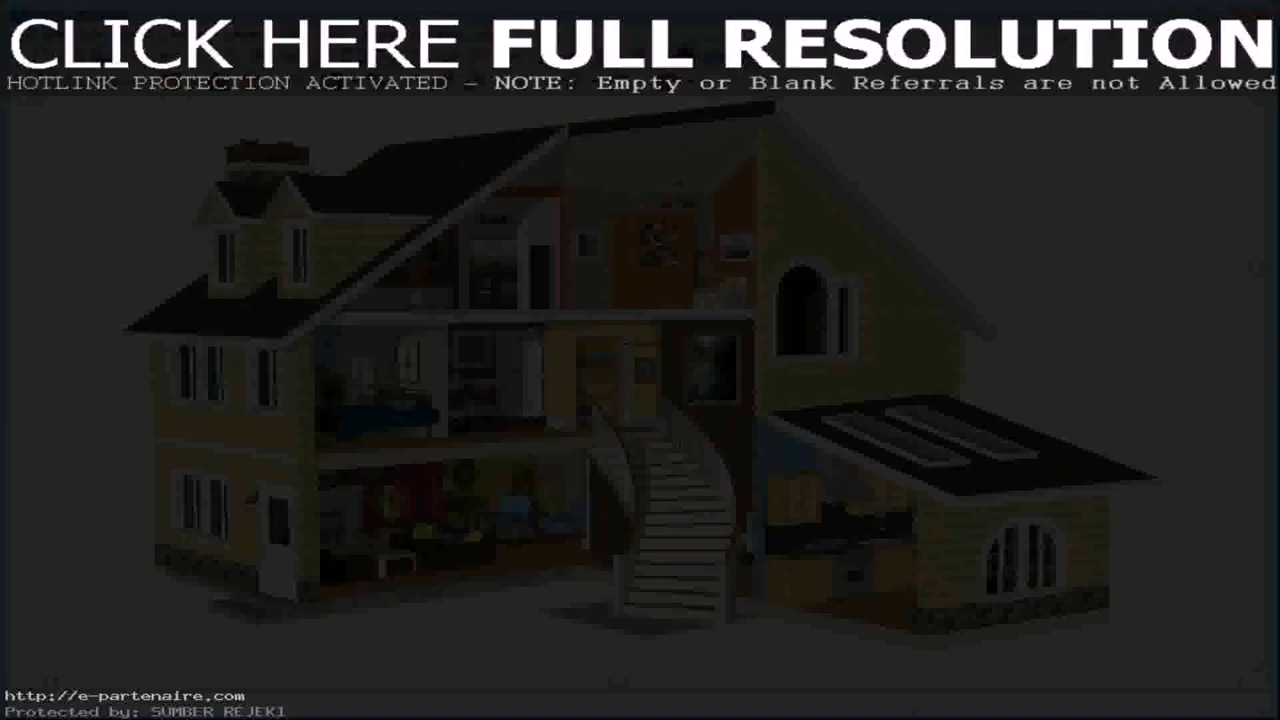 CLICK HERE FULL RESOLUTION
HOTLINK PROTECTION ACTIVATED - NOTE: Empty or Blank Referrals are not Allowed
http://e-partenaire.com
Protected by: SUMBER REJEKI